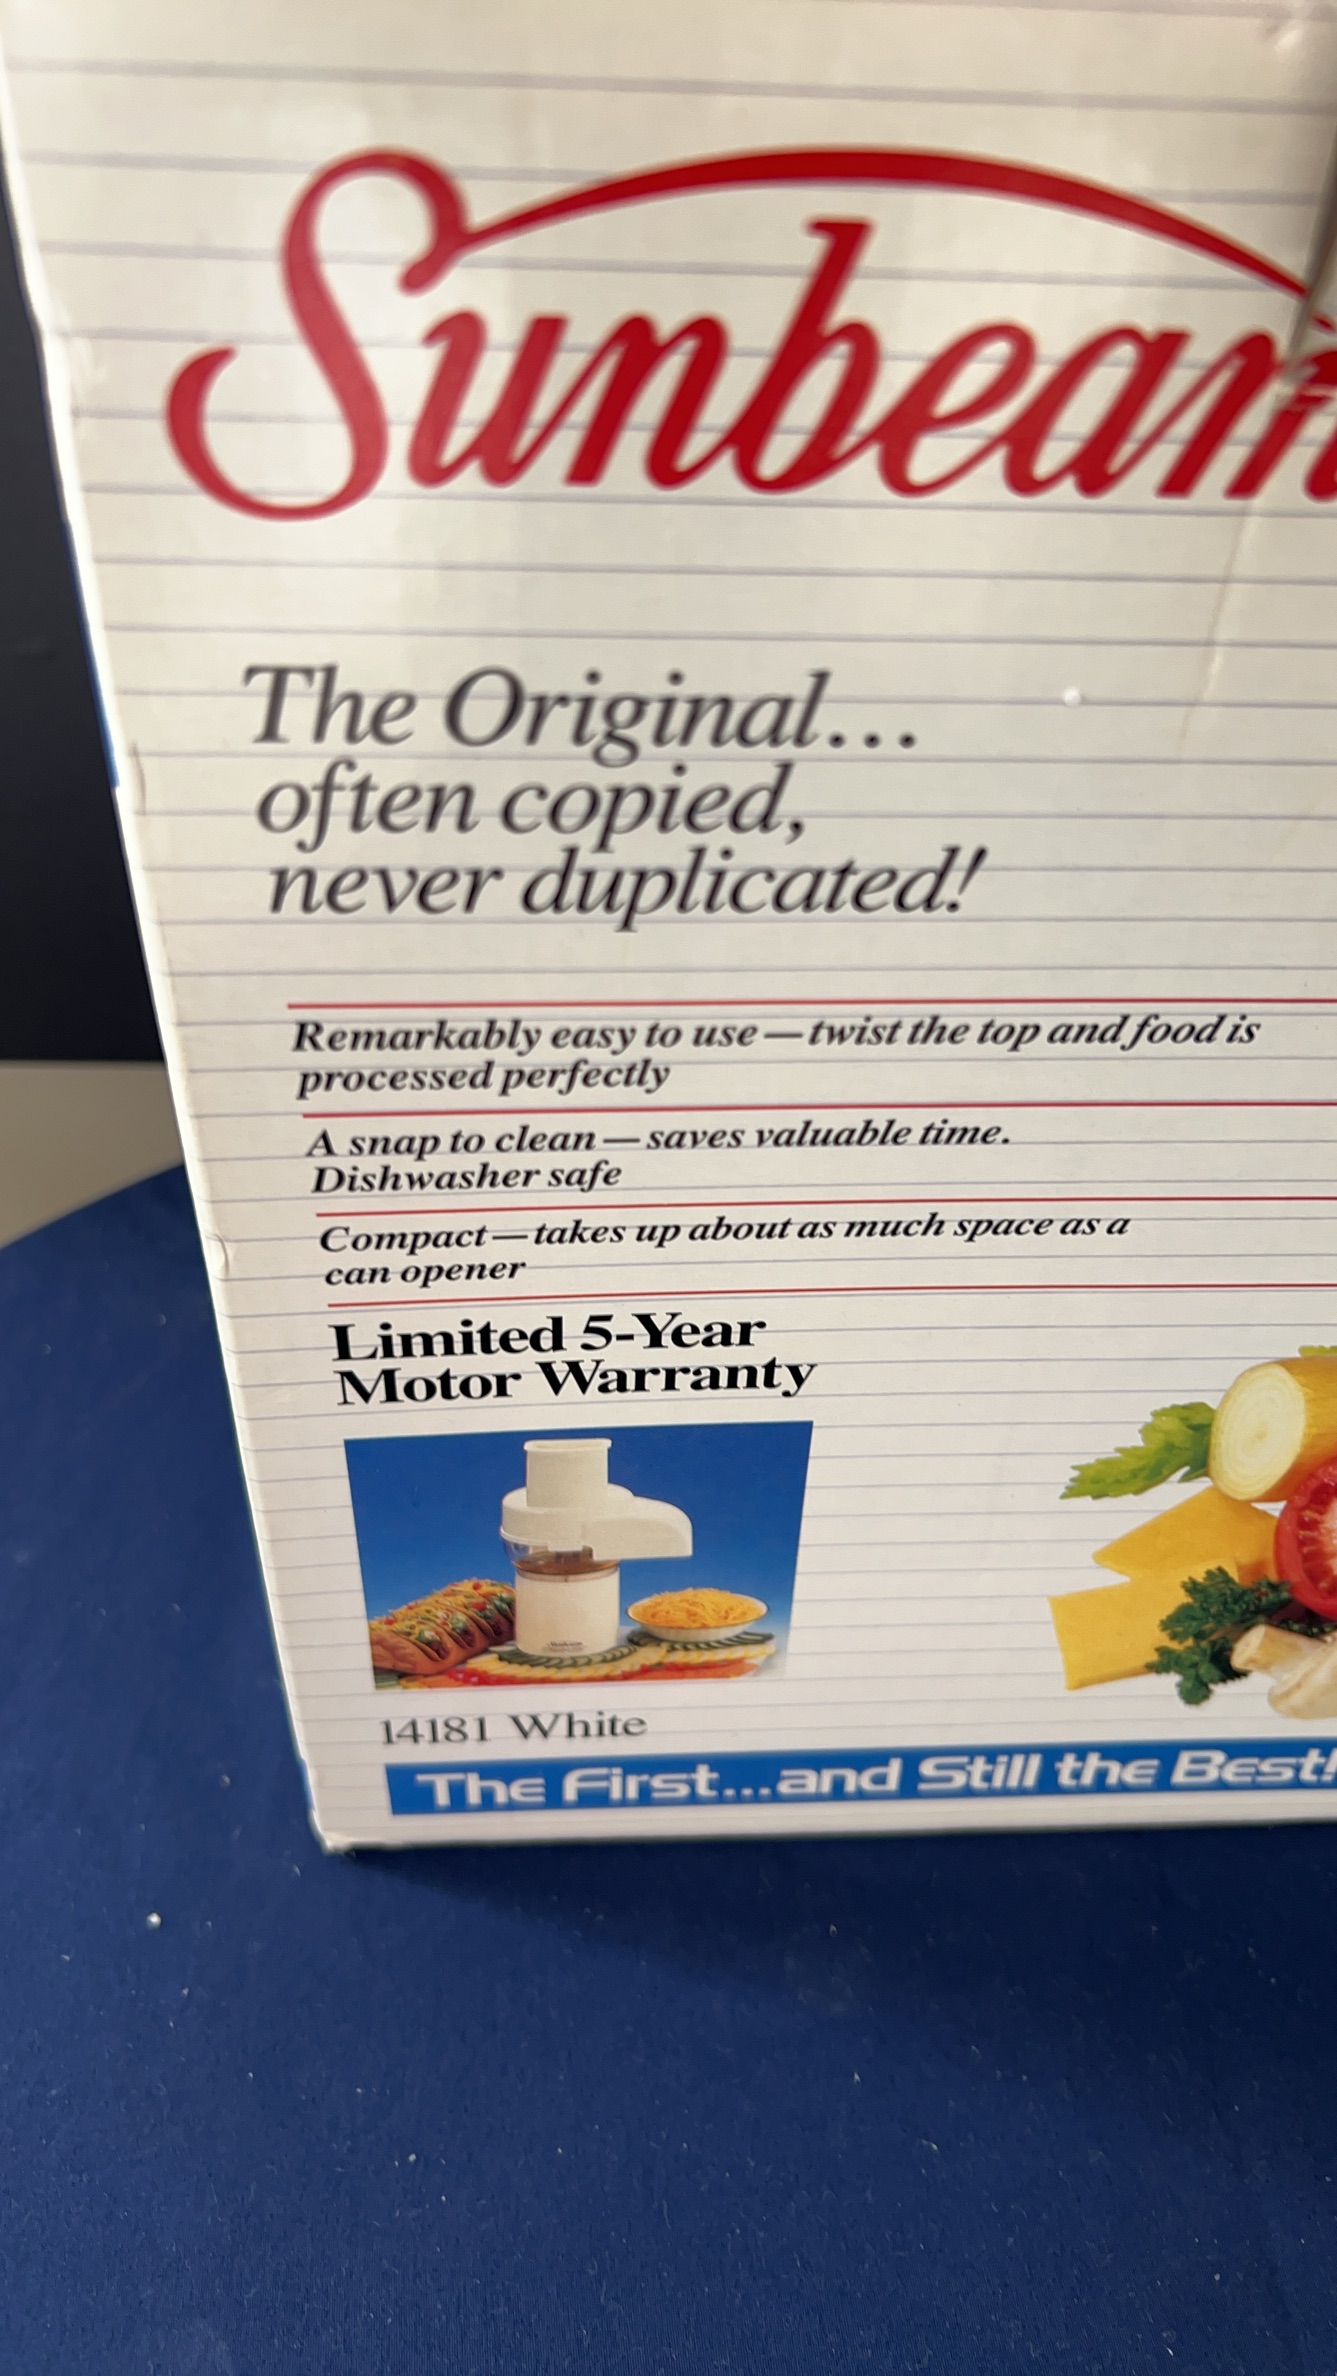 Sunbeam
The Original...
often copied,
never duplicated!
Remarkably easy to use—twist the top and food is
processed perfectly
A snap to clean—saves valuable time.
Dishwasher safe
Compact—takes up about as much space as a
can opener
Limited 5-Year
Motor Warranty
14181 White
The First...and Still the Best!